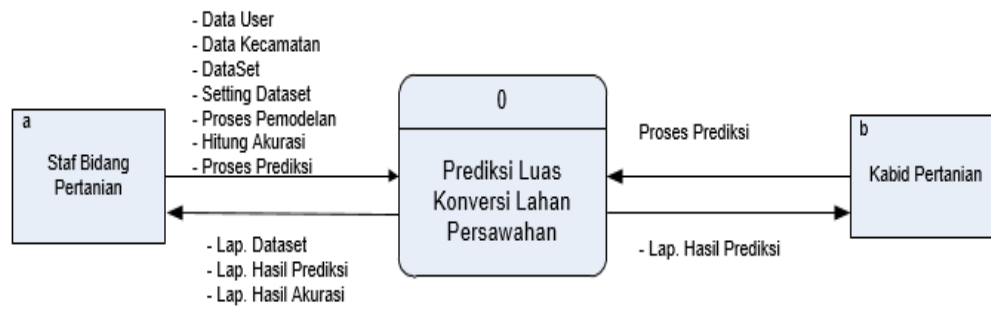 - Data User
- Data Kecamatan
- DataSet
- Setting Dataset
- Proses Pemodelan
- Hitung Akurasi
- Proses Prediksi
a
Staf Bidang
Pertanian
0
Prediksi Luas
Konversi Lahan
Persawahan
Proses Prediksi
b
Kabid Pertanian
- Lap. Dataset
- Lap. Hasil Prediksi
- Lap. Hasil Akurasi
- Lap. Hasil Prediksi